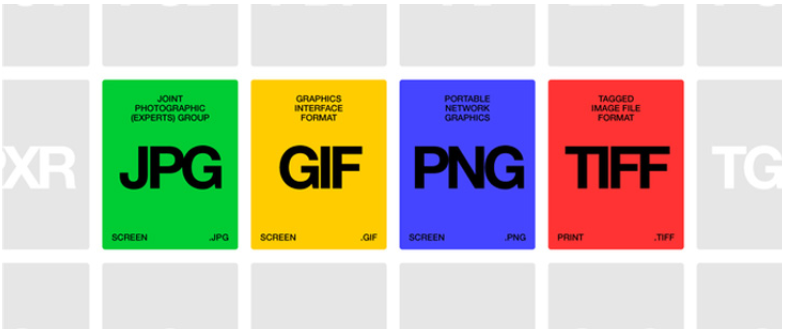 JOINT
PHOTOGRAPHIC
(EXPERTS) GROUP
JPG
SCREEN .JPG
GRAPHICS
INTERFACE
FORMAT
GIF
SCREEN .GIF
PORTABLE
NETWORK
GRAPHICS
PNG
SCREEN .PNG
TAGGED
IMAGE FILE
FORMAT
TIFF
PRINT .TIFF
XR
TG